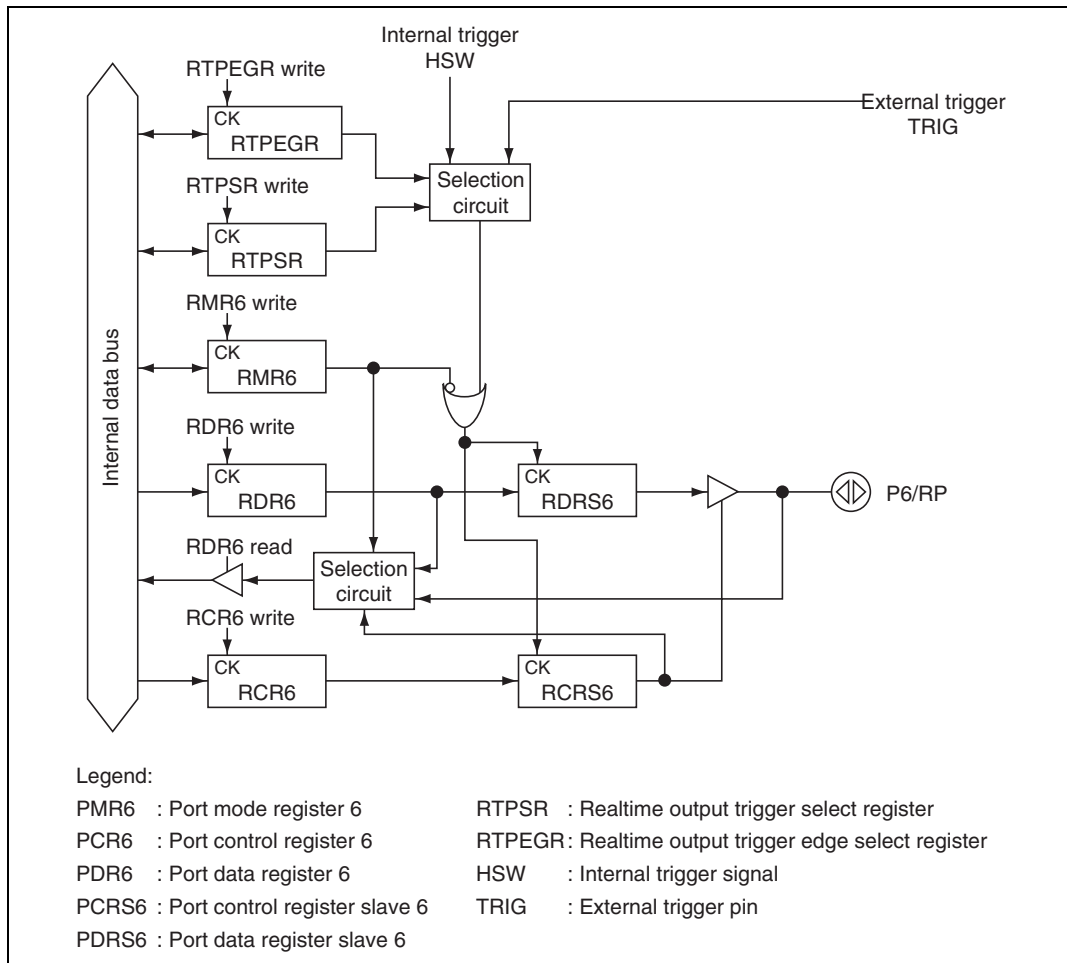 Internal trigger
HSW
RTPEGR write
External trigger
TRIG
CK
RTPEGR
Selection
circuit
RTPSR write
CK
RTPSR
RMR6 write
CK
RMR6
Internal data bus
RDR6 write
CK
RDR6
CK
RDRS6
P6/RP
RDR6 read
Selection
circuit
RCR6 write
CK
RCR6
CK
RCRS6
Legend:
PMR6 : Port mode register 6
PCR6 : Port control register 6
PDR6 : Port data register 6
PCRS6 : Port control register slave 6
PDRS6 : Port data register slave 6
RTPSR : Realtime output trigger select register
RTPEGR : Realtime output trigger edge select register
HSW : Internal trigger signal
TRIG : External trigger pin